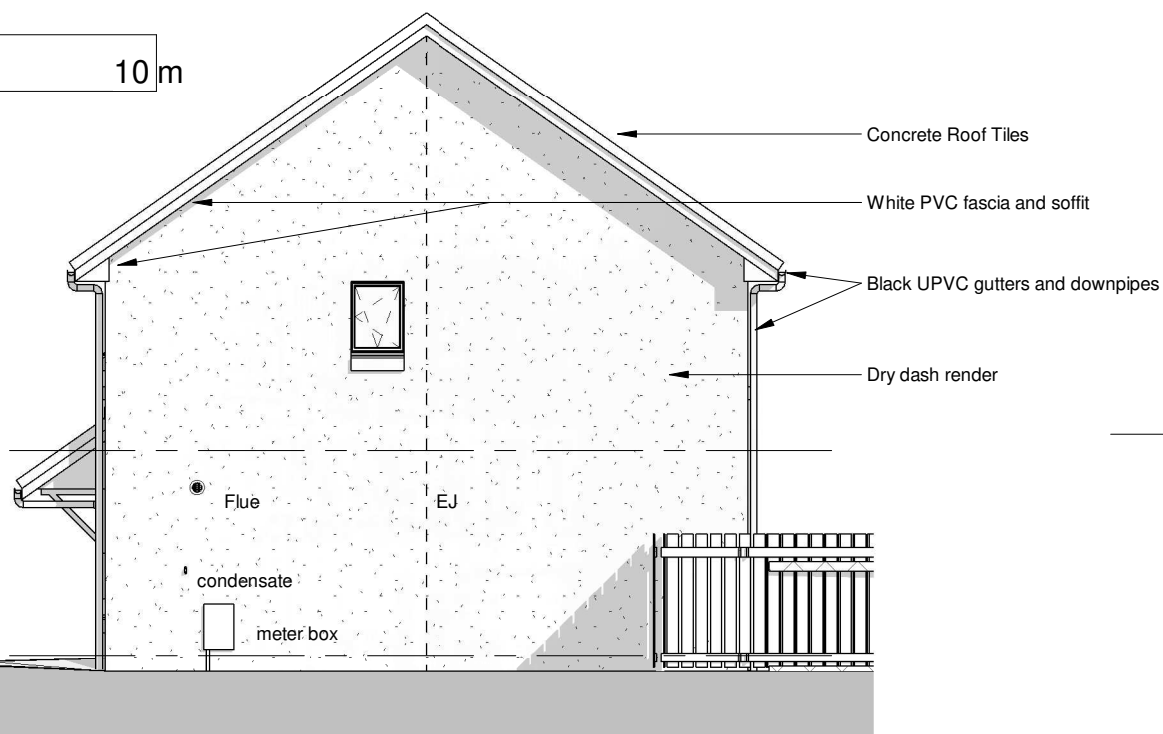 10 m
Concrete Roof Tiles
White PVC fascia and soffit
Black UPVC gutters and downpipes
Dry dash render
Flue
EJ
condensate
meter box